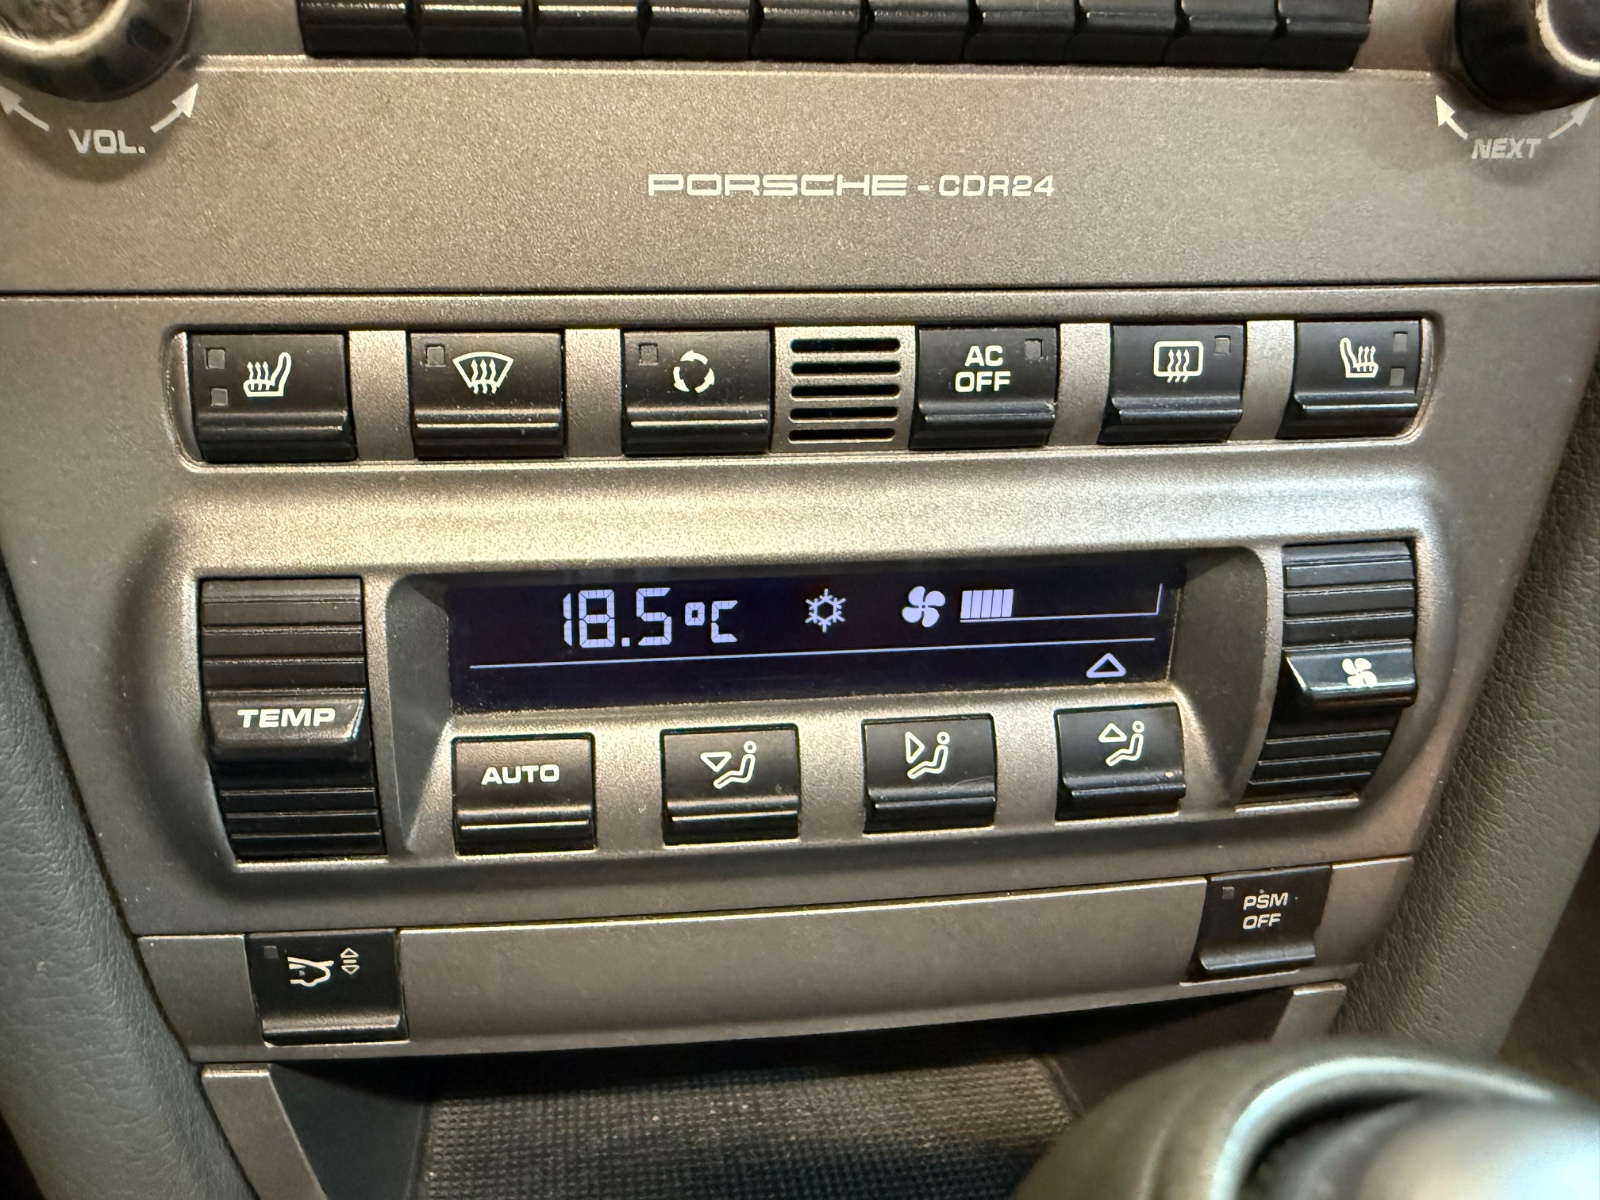 VOL.
NEXT
PORSCHE - CDR24
AC
OFF
18.5°C
TEMP
AUTO
PSM
OFF